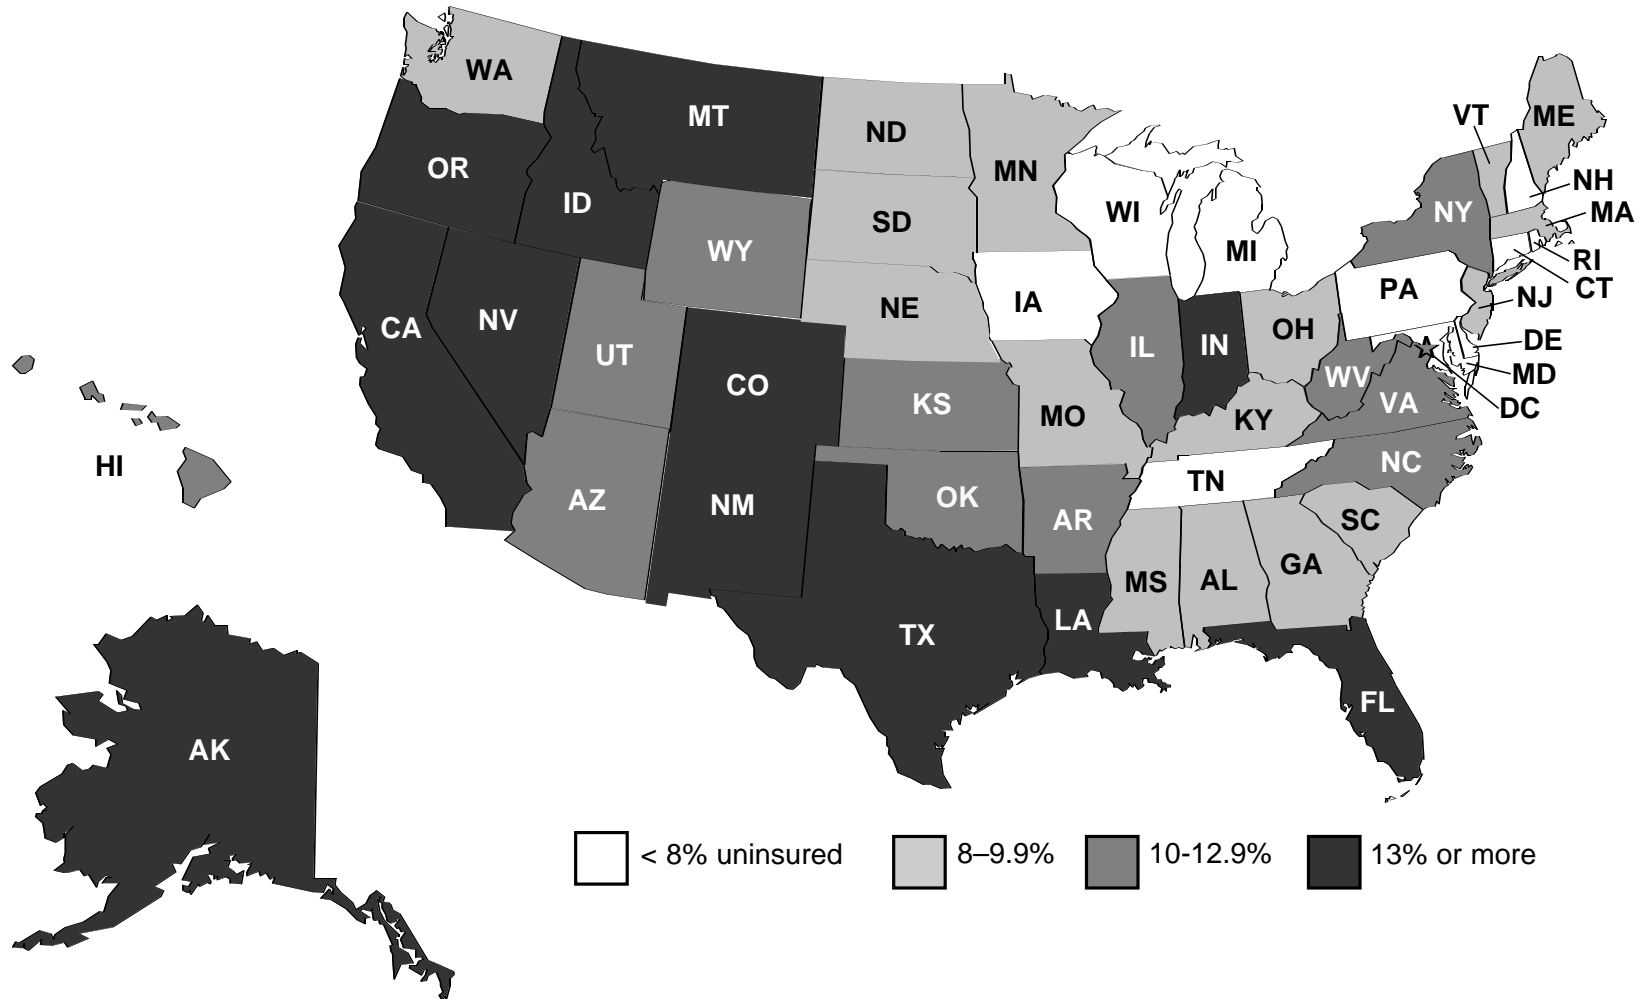 WA
MT
ND
MN
VT
ME
OR
ID
SD
WI
MI
NY
NH
MA
WY
RI
CT
CA
NV
UT
NE
IA
PA
NJ
IL
IN
OH
DE
MD
DC
CO
KS
MO
KY
WV
VA
HI
AZ
NM
OK
AR
TN
NC
SC
MS
AL
GA
TX
LA
FL
AK
< 8% uninsured
8–9.9%
10-12.9%
13% or more